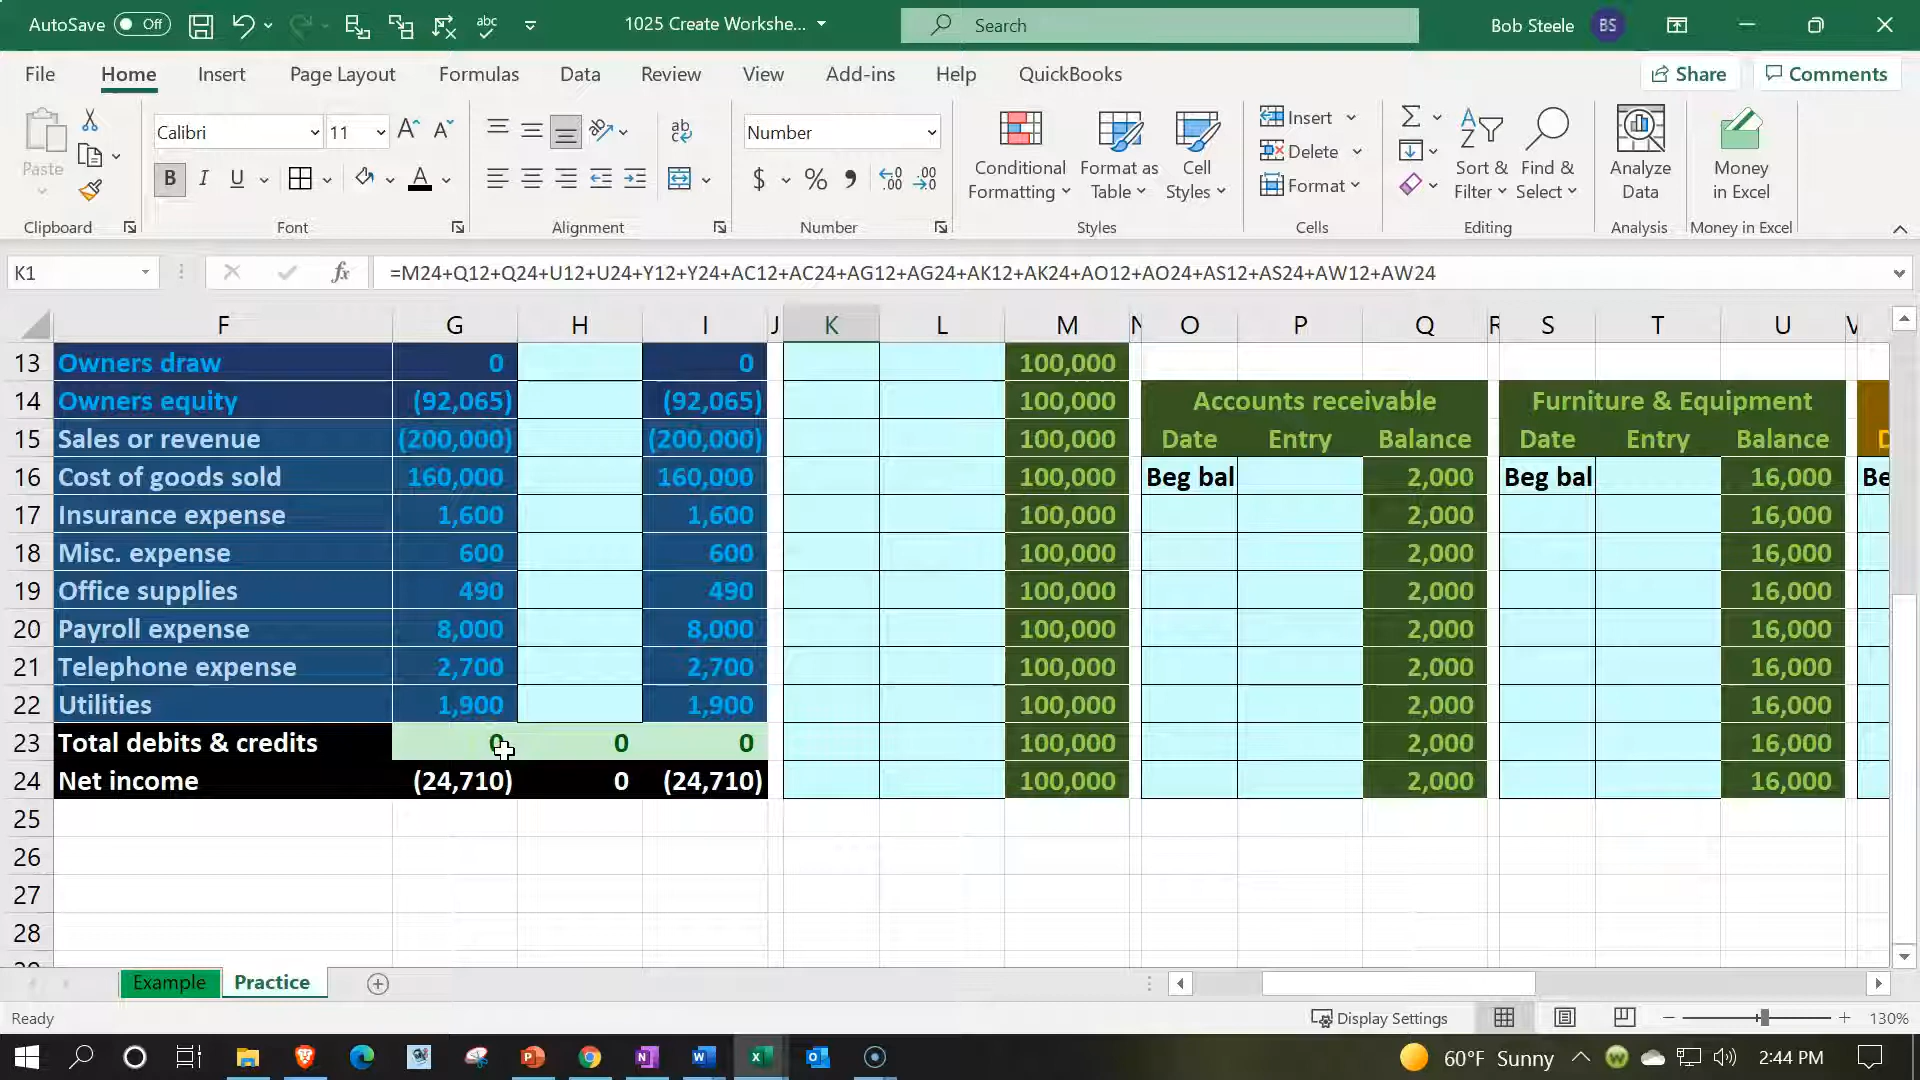 AutoSave Off 1025 Create Workshe... Search Bob Steele BS
File Home Insert Page Layout Formulas Data Review View Add-ins Help QuickBooks Share Comments
Calibri 11 Number
Paste Conditional Format as Cell Insert Delete Format Sort & Find & Analyze Money
Formatting Table Styles Filter Select Data in Excel
Clipboard Font Alignment Number Styles Cells Editing Analysis Money in Excel
K1 fx =M24+Q12+Q24+U12+U24+Y12+Y24+AC12+AC24+AG12+AG24+AK12+AK24+AO12+AO24+AS12+AS24+AW12+AW24
F G H I J K L M N O P Q R S T U V
13 Owners draw 0 0 100,000
14 Owners equity (92,065) (92,065) 100,000 Accounts receivable Furniture & Equipment
15 Sales or revenue (200,000) (200,000) 100,000 Date Entry Balance Date Entry Balance
16 Cost of goods sold 160,000 160,000 100,000 Beg bal 2,000 Beg bal 16,000 Be
17 Insurance expense 1,600 1,600 100,000 2,000 16,000
18 Misc. expense 600 600 100,000 2,000 16,000
19 Office supplies 490 490 100,000 2,000 16,000
20 Payroll expense 8,000 8,000 100,000 2,000 16,000
21 Telephone expense 2,700 2,700 100,000 2,000 16,000
22 Utilities 1,900 1,900 100,000 2,000 16,000
23 Total debits & credits 0 0 0 100,000 2,000 16,000
24 Net income (24,710) 0 (24,710) 100,000 2,000 16,000
25
26
27
28
Example Practice
Ready Display Settings 130%
60°F Sunny 2:44 PM